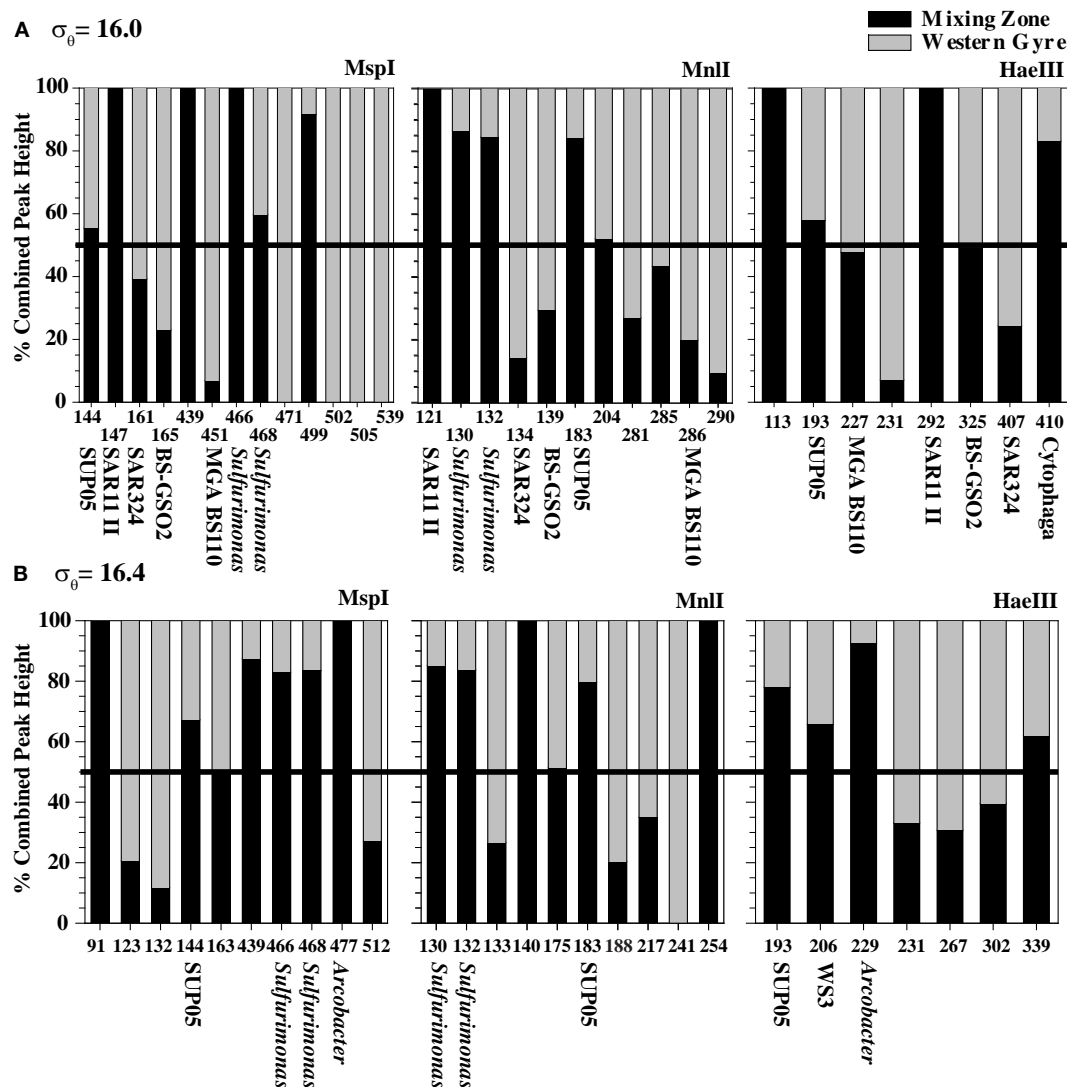 A σθ= 16.0
Mixing Zone
Western Gyre
MspI
MnlI
HaeIII
% Combined Peak Height
100
80
60
40
20
0
144 161 439 466 471 502 539
147 165 451 468 499 505
SUP05
SAR11 II
SAR324
BS-GSO2
MGA BS110
Sulfurimonas
Sulfurimonas
121 132 139 204 285 290
130 134 183 281 286
SAR11 II
Sulfurimonas
Sulfurimonas
SAR324
BS-GSO2
SUP05
MGA BS110
113 193 227 231 292 325 407 410
SUP05
MGA BS110
SAR11 II
BS-GSO2
SAR324
Cytophaga
B σθ= 16.4
MspI
MnlI
HaeIII
% Combined Peak Height
100
80
60
40
20
0
91 123 132 144 163 439 466 468 477 512
SUP05
Sulfurimonas
Sulfurimonas
Arcobacter
130 132 133 140 175 183 188 217 241 254
Sulfurimonas
Sulfurimonas
SUP05
193 206 229 231 267 302 339
SUP05
WS3
Arcobacter